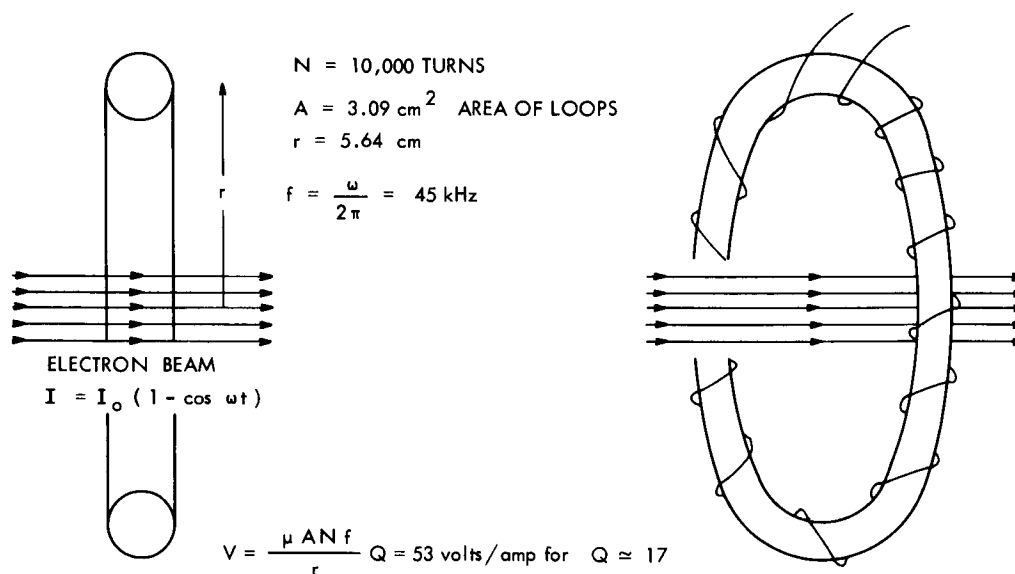 N = 10,000 TURNS
A = 3.09 cm² AREA OF LOOPS
r = 5.64 cm
f = ω/2π = 45 kHz
r
ELECTRON BEAM
I = I₀ (1 - cos ωt)
V = μ AN f/r Q = 53 volts/amp for Q ≃ 17